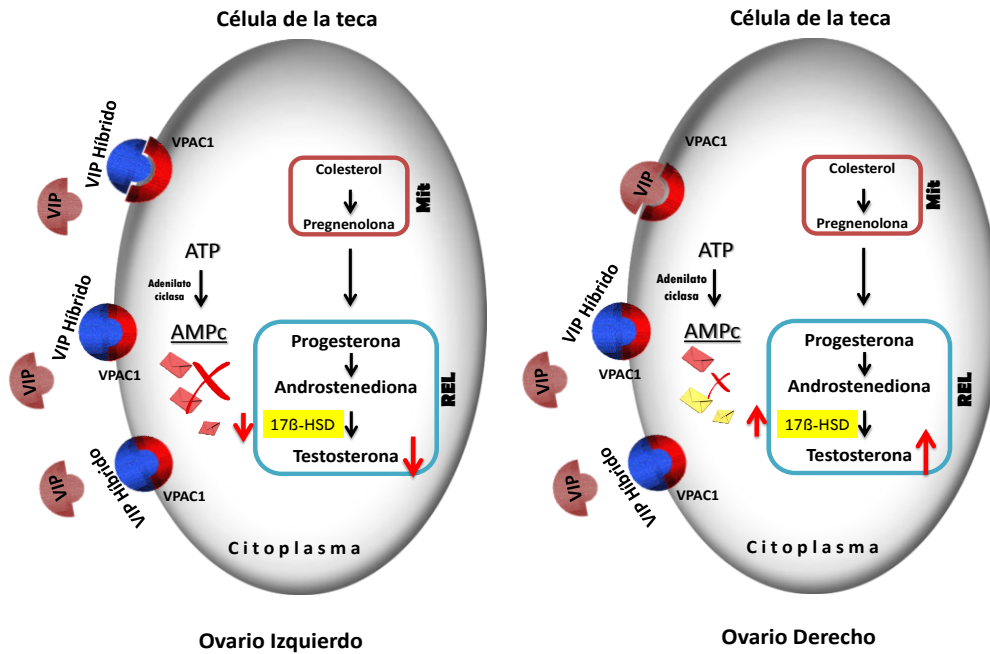 Célula de la teca
VIP Híbrido
VPAC1
VIP
Colesterol
Pregnenolona
Mit
ATP
Adenilato
ciclasa
AMPc
VIP Híbrido
VPAC1
VIP
Progesterona
Androstenediona
17ß-HSD
Testosterona
REL
VIP
VIP Híbrido
VPAC1
Citoplasma
Ovario Izquierdo
Célula de la teca
VPAC1
VIP
Colesterol
Pregnenolona
Mit
ATP
Adenilato
ciclasa
AMPc
VIP Híbrido
VPAC1
VIP
Progesterona
Androstenediona
17ß-HSD
Testosterona
REL
VIP
VIP Híbrido
VPAC1
Citoplasma
Ovario Derecho